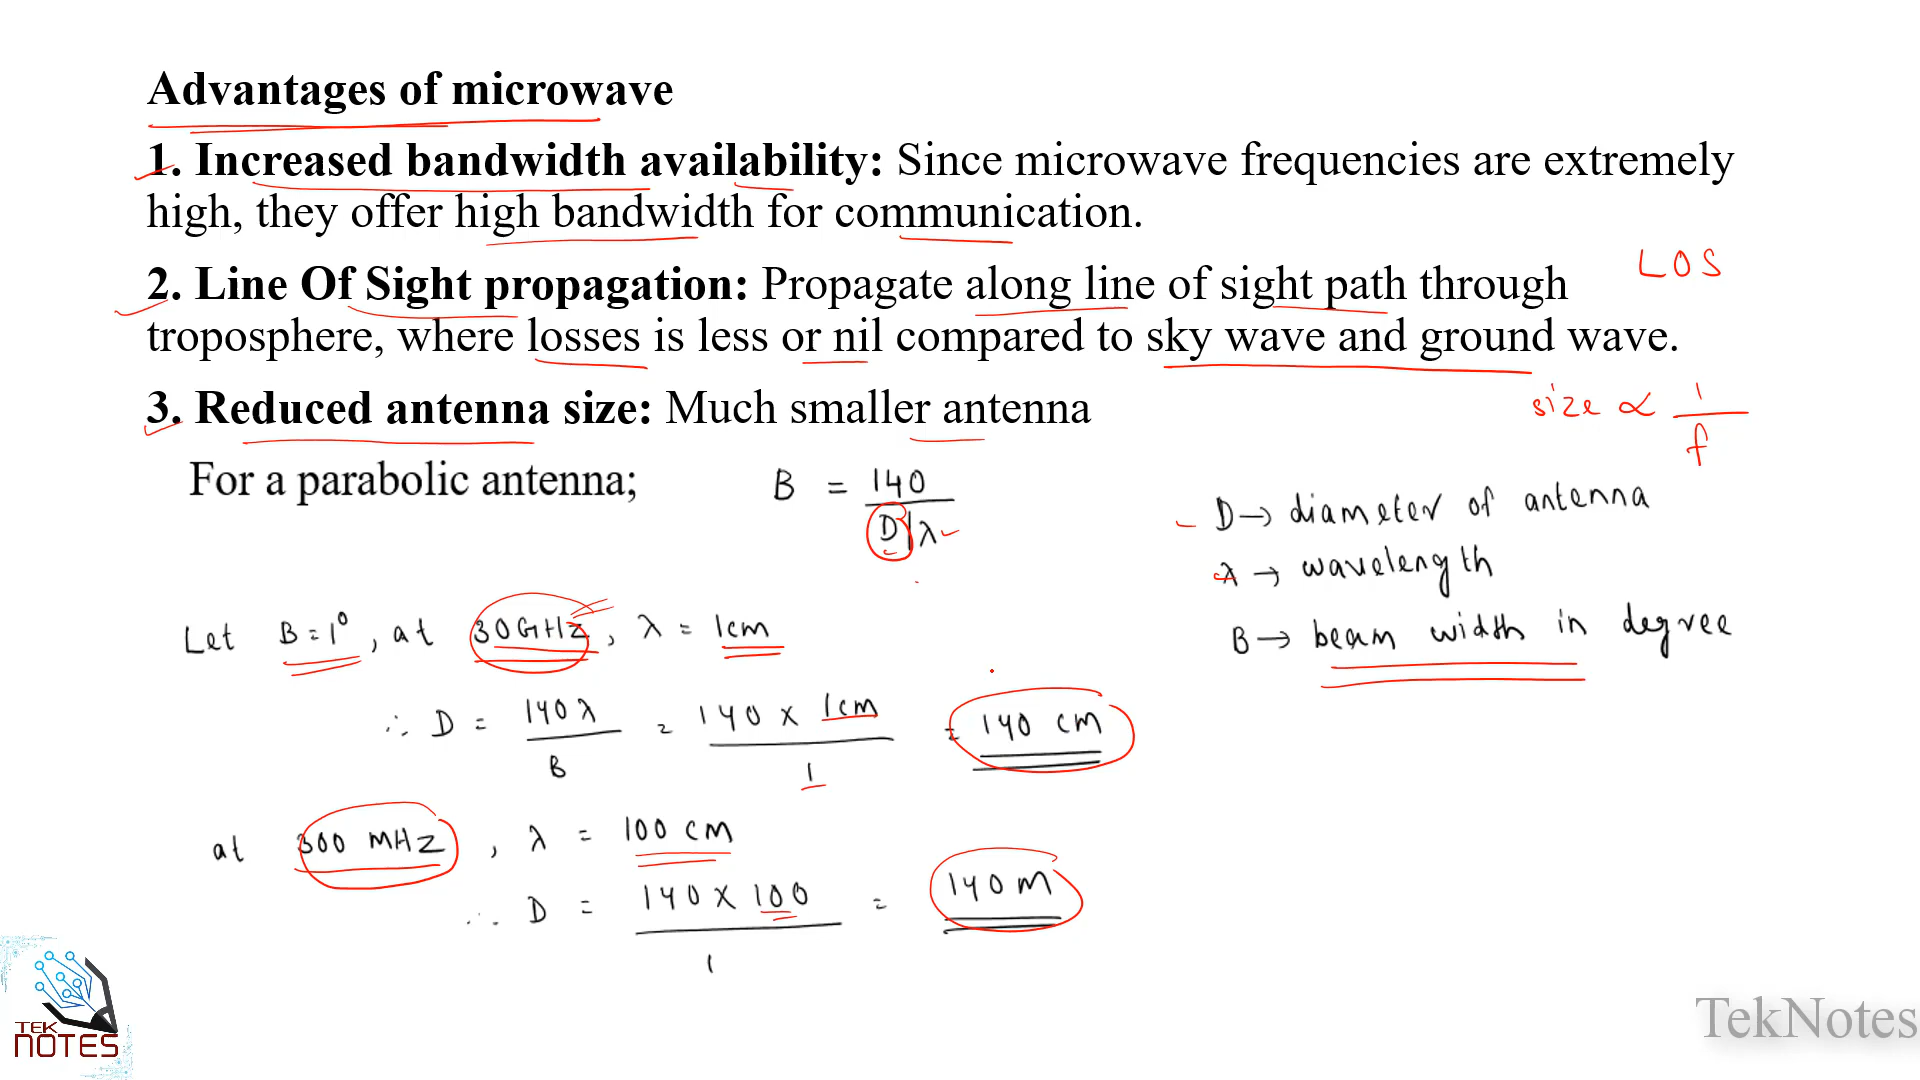 Advantages of microwave
1. Increased bandwidth availability: Since microwave frequencies are extremely
high, they offer high bandwidth for communication.
LOS
2. Line Of Sight propagation: Propagate along line of sight path through
troposphere, where losses is less or nil compared to sky wave and ground wave.
3. Reduced antenna size: Much smaller antenna
size ∝ 1/f
For a parabolic antenna; B = 140/(D/λ)
D → diameter of antenna
λ → wavelength
B → beam width in degree
Let B = 1°, at 30GHz, λ = 1cm
∴ D = 140λ/B = 140 x 1cm/1 = 140 cm
at 300 MHz, λ = 100 cm
∴ D = 140 x 100/1 = 140 m
TEK
NOTES
TekNotes